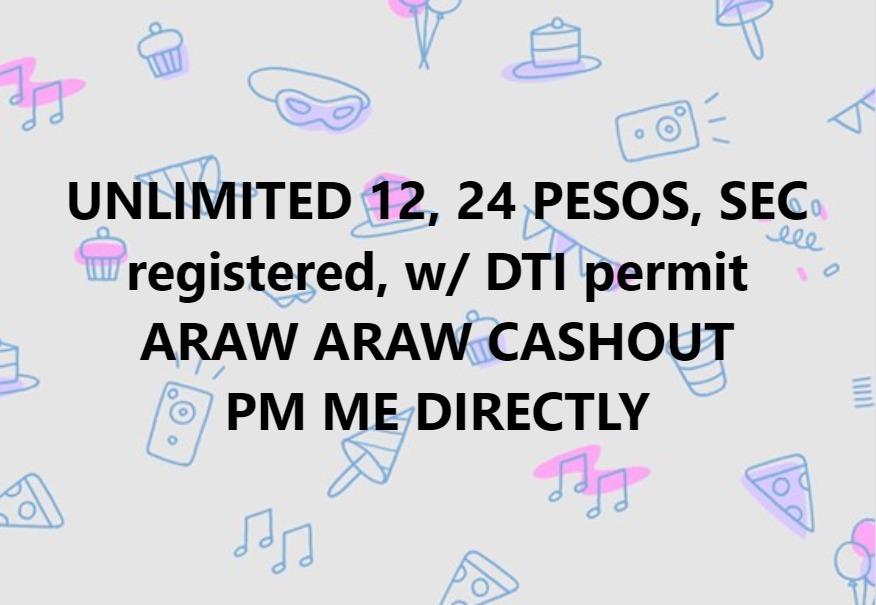 UNLIMITED 12, 24 PESOS, SEC
registered, w/ DTI permit
ARAW ARAW CASHOUT
PM ME DIRECTLY